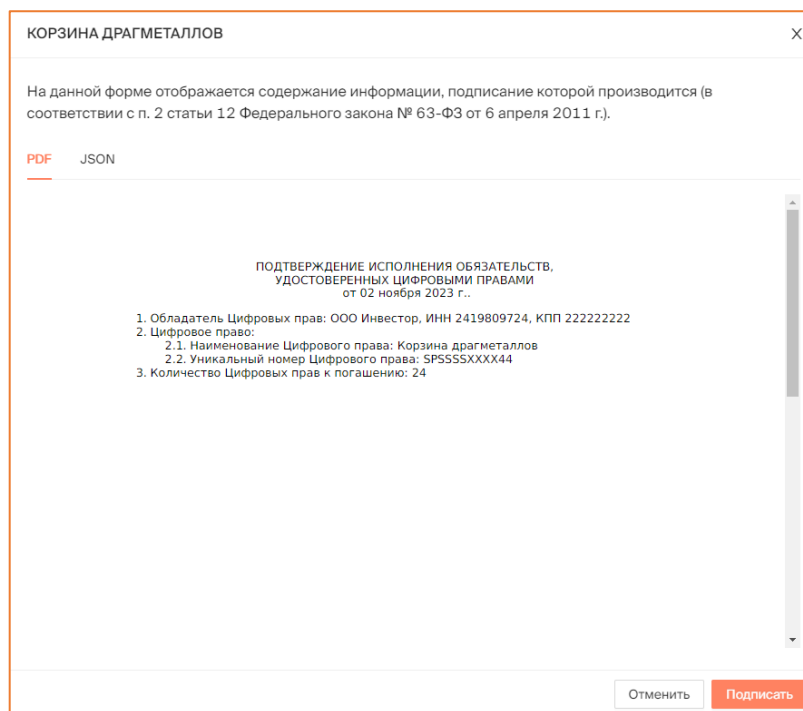 КОРЗИНА ДРАГМЕТАЛЛОВ
X
На данной форме отображается содержание информации, подписание которой производится (в
соответствии с п. 2 статьи 12 Федерального закона № 63-ФЗ от 6 апреля 2011 г.).
PDF JSON
ПОДТВЕРЖДЕНИЕ ИСПОЛНЕНИЯ ОБЯЗАТЕЛЬСТВ,
УДОСТОВЕРЕННЫХ ЦИФРОВЫМИ ПРАВАМИ
от 02 ноября 2023 г..
1. Обладатель Цифровых прав: ООО Инвестор, ИНН 2419809724, КПП 222222222
2. Цифровое право:
2.1. Наименование Цифрового права: Корзина драгметаллов
2.2. Уникальный номер Цифрового права: SPSSSSXXXX44
3. Количество Цифровых прав к погашению: 24
Отменить Подписать